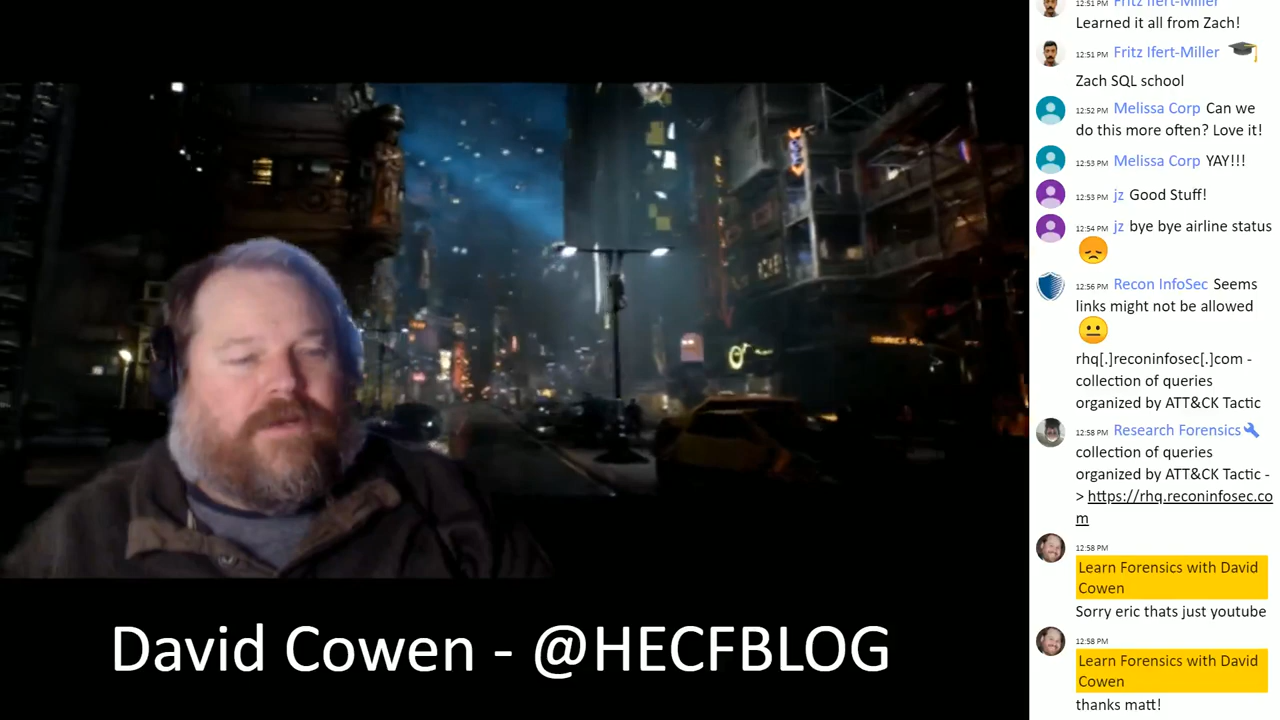 12:51 PM Fritz Ifert-Miller
Learned it all from Zach!
12:51 PM Fritz Ifert-Miller
Zach SQL school
12:52 PM Melissa Corp Can we
do this more often? Love it!
12:53 PM Melissa Corp YAY!!!
12:53 PM jz Good Stuff!
12:54 PM jz bye bye airline status
12:56 PM Recon InfoSec Seems
links might not be allowed
rhq[.]reconinfosec[.]com -
collection of queries
organized by ATT&CK Tactic
12:58 PM Research Forensics
collection of queries
organized by ATT&CK Tactic -
> https://rhq.reconinfosec.co
m
12:58 PM
Learn Forensics with David
Cowen
Sorry eric thats just youtube
12:58 PM
Learn Forensics with David
Cowen
thanks matt!
David Cowen - @HECFBLOG